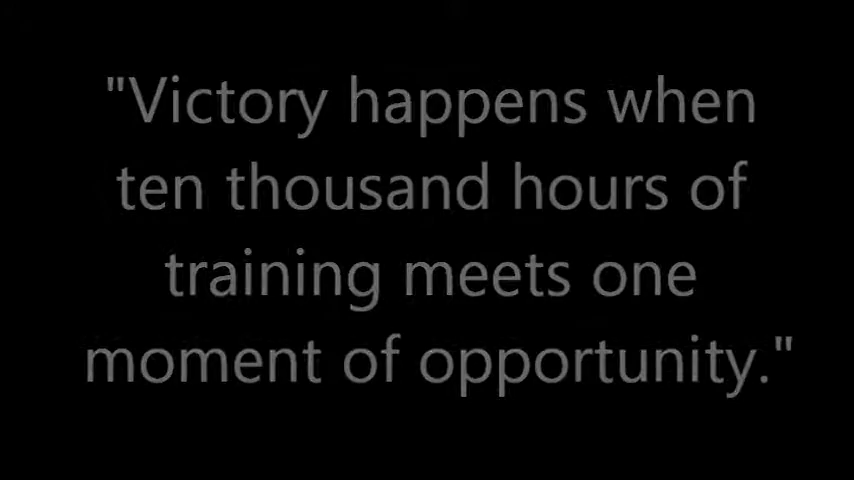 "Victory happens when
ten thousand hours of
training meets one
moment of opportunity."